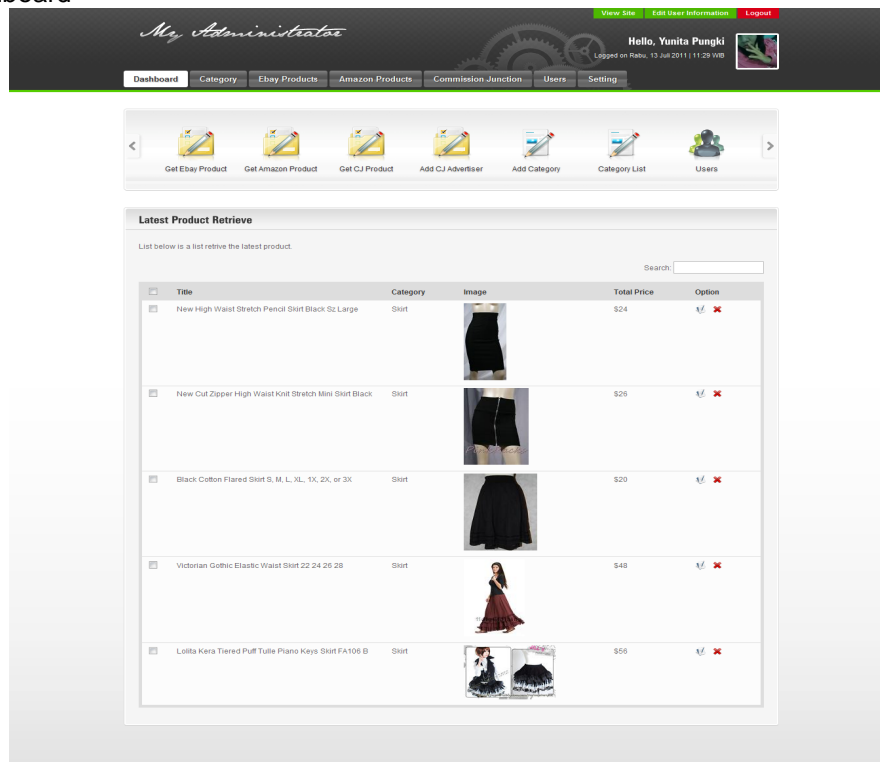 board
View Site Edit User Information Logout
My Administrator
Hello, Yunita Pungki
Logged on Rabu, 13 Juli 2011 | 11:29 WIB
Dashboard Category Ebay Products Amazon Products Commission Junction Users Setting
Get Ebay Product Get Amazon Product Get CJ Product Add CJ Advertiser Add Category Category List Users
Latest Product Retrieve
List below is a list retrive the latest product.
Search:
Title Category Image Total Price Option
New High Waist Stretch Pencil Skirt Black Sz Large Skirt $24
New Cut Zipper High Waist Knit Stretch Mini Skirt Black Skirt $26
Black Cotton Flared Skirt S, M, L, XL, 1X, 2X, or 3X Skirt $20
Victorian Gothic Elastic Waist Skirt 22 24 26 28 Skirt $48
Lolita Kera Tiered Puff Tulle Piano Keys Skirt FA106 B Skirt $56